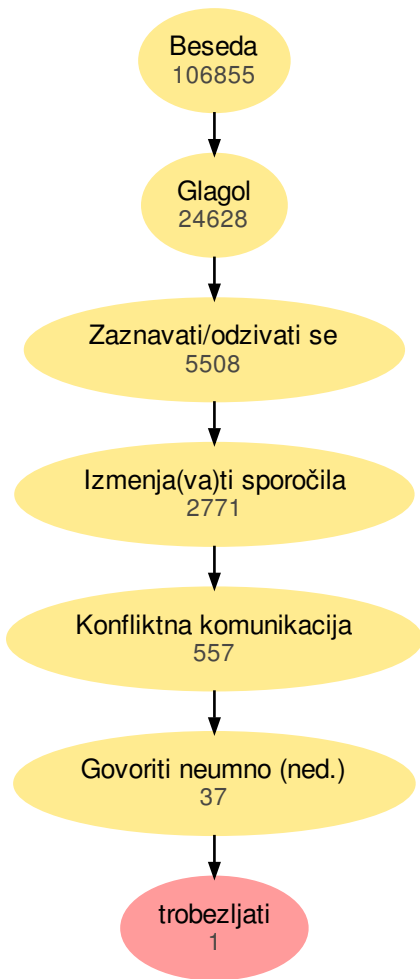 Beseda
106855
Glagol
24628
Zaznavati/odzivati se
5508
Izmenja(va)ti sporočila
2771
Konfliktna komunikacija
557
Govoriti neumno (ned.)
37
trobezljati
1